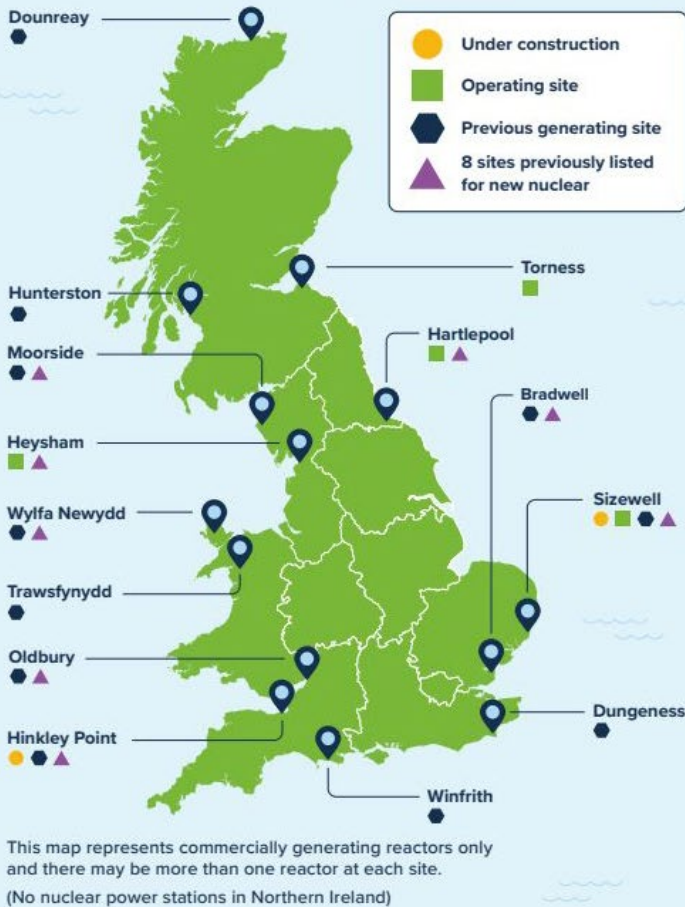 Dounreay
Under construction
Operating site
Previous generating site
8 sites previously listed
for new nuclear
Hunterston
Torness
Moorside
Hartlepool
Bradwell
Heysham
Sizewell
Wylfa Newydd
Trawsfynydd
Oldbury
Hinkley Point
Dungeness
Winfrith
This map represents commercially generating reactors only
and there may be more than one reactor at each site.
(No nuclear power stations in Northern Ireland)